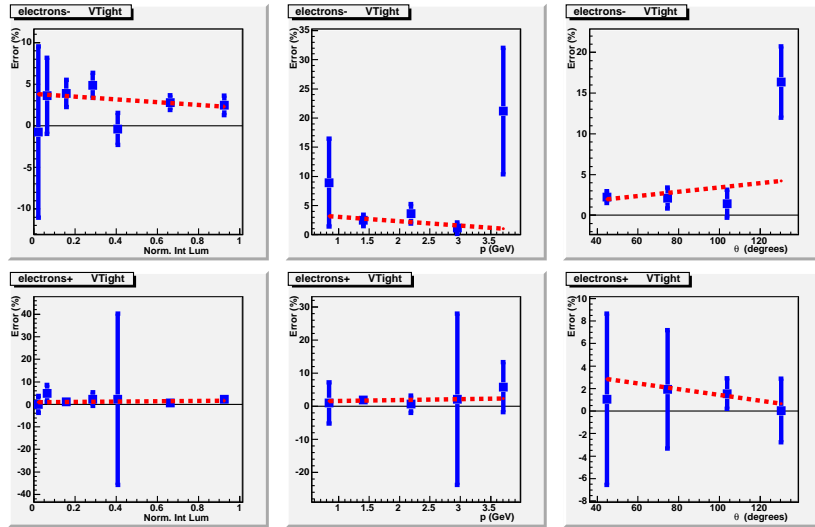 electrons- VTight
Error (%)
10
5
0
-5
-10
0 0.2 0.4 0.6 0.8 1
Norm. Int Lum
electrons- VTight
Error (%)
35
30
25
20
15
10
5
0
1 1.5 2 2.5 3 3.5
p (GeV)
electrons- VTight
Error (%)
20
15
10
5
0
40 60 80 100 120
θ (degrees)
electrons+ VTight
Error (%)
40
30
20
10
0
-10
-20
-30
-40
0 0.2 0.4 0.6 0.8 1
Norm. Int Lum
electrons+ VTight
Error (%)
30
20
10
0
-10
-20
1 1.5 2 2.5 3 3.5
p (GeV)
electrons+ VTight
Error (%)
10
8
6
4
2
0
-2
-4
-6
-8
40 60 80 100 120
θ (degrees)